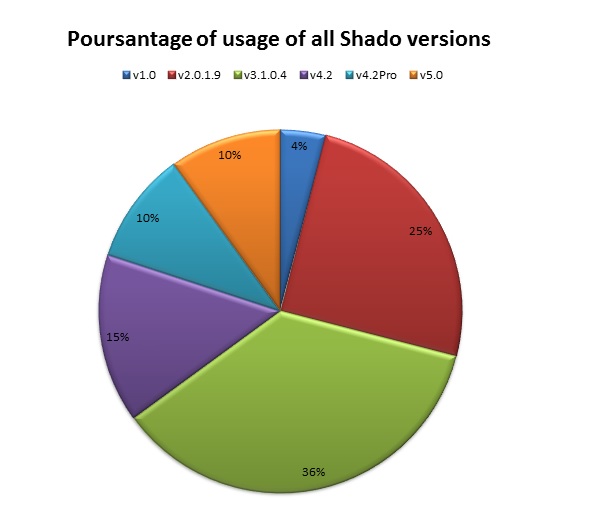 Poursantage of usage of all Shado versions
v1.0 v2.0.1.9 v3.1.0.4 v4.2 v4.2Pro v5.0
10% 4%
10% 25%
15%
36%